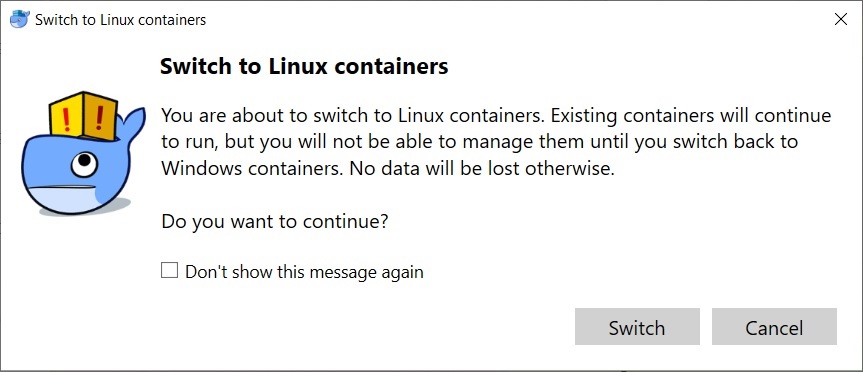 Switch to Linux containers
Switch to Linux containers
You are about to switch to Linux containers. Existing containers will continue
to run, but you will not be able to manage them until you switch back to
Windows containers. No data will be lost otherwise.
Do you want to continue?
Don't show this message again
Switch
Cancel